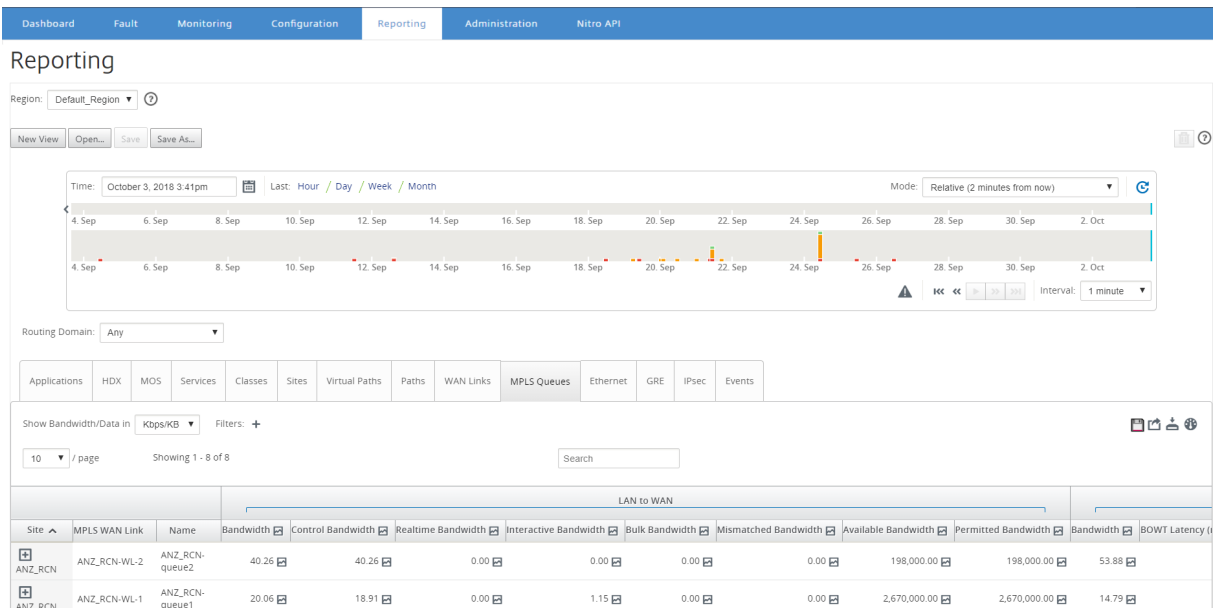 Dashboard Fault Monitoring Configuration Reporting Administration Nitro API
Reporting
Region: Default_Region
New View Open... Save Save As...
Time: October 3, 2018 3:41pm Last: Hour / Day / Week / Month Mode: Relative (2 minutes from now)
4. Sep 6. Sep 8. Sep 10. Sep 12. Sep 14. Sep 16. Sep 18. Sep 20. Sep 22. Sep 24. Sep 26. Sep 28. Sep 30. Sep 2. Oct
4. Sep 6. Sep 8. Sep 10. Sep 12. Sep 14. Sep 16. Sep 18. Sep 20. Sep 22. Sep 24. Sep 26. Sep 28. Sep 30. Sep 2. Oct
Interval: 1 minute
Routing Domain: Any
Applications HDX MOS Services Classes Sites Virtual Paths Paths WAN Links MPLS Queues Ethernet GRE IPsec Events
Show Bandwidth/Data in Kbps/KB Filters: +
10 / page Showing 1 - 8 of 8 Search
LAN to WAN
Site MPLS WAN Link Name Bandwidth Control Bandwidth Realtime Bandwidth Interactive Bandwidth Bulk Bandwidth Mismatched Bandwidth Available Bandwidth Permitted Bandwidth Bandwidth BOWT Latency (
ANZ_RCN ANZ_RCN-WL-2 ANZ_RCN-queue2 40.26 40.26 0.00 0.00 0.00 0.00 198,000.00 198,000.00 53.88
ANZ_RCN ANZ_RCN-WL-1 ANZ_RCN-queue1 20.06 18.91 0.00 1.15 0.00 0.00 2,670,000.00 2,670,000.00 14.79